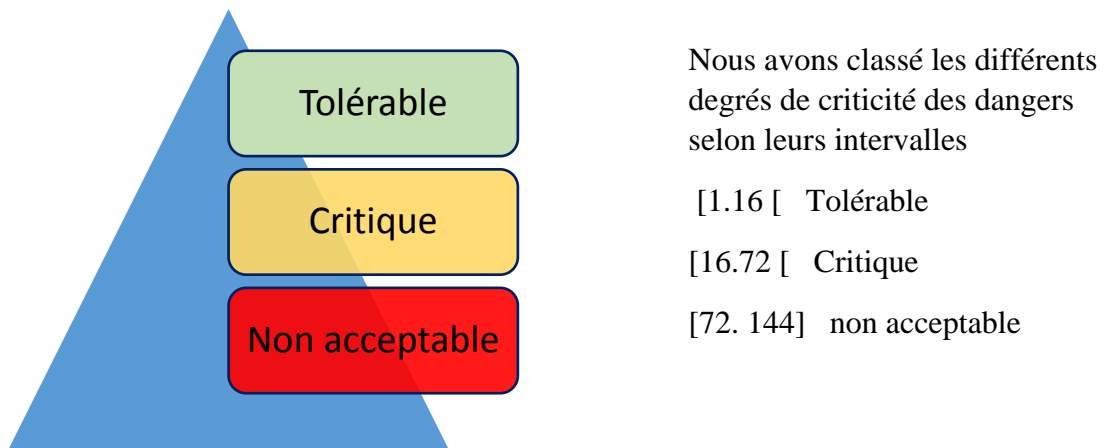 Tolérable
Critique
Non acceptable
Nous avons classé les différents
degrés de criticité des dangers
selon leurs intervalles
[1.16 [ Tolérable
[16.72 [ Critique
[72. 144] non acceptable